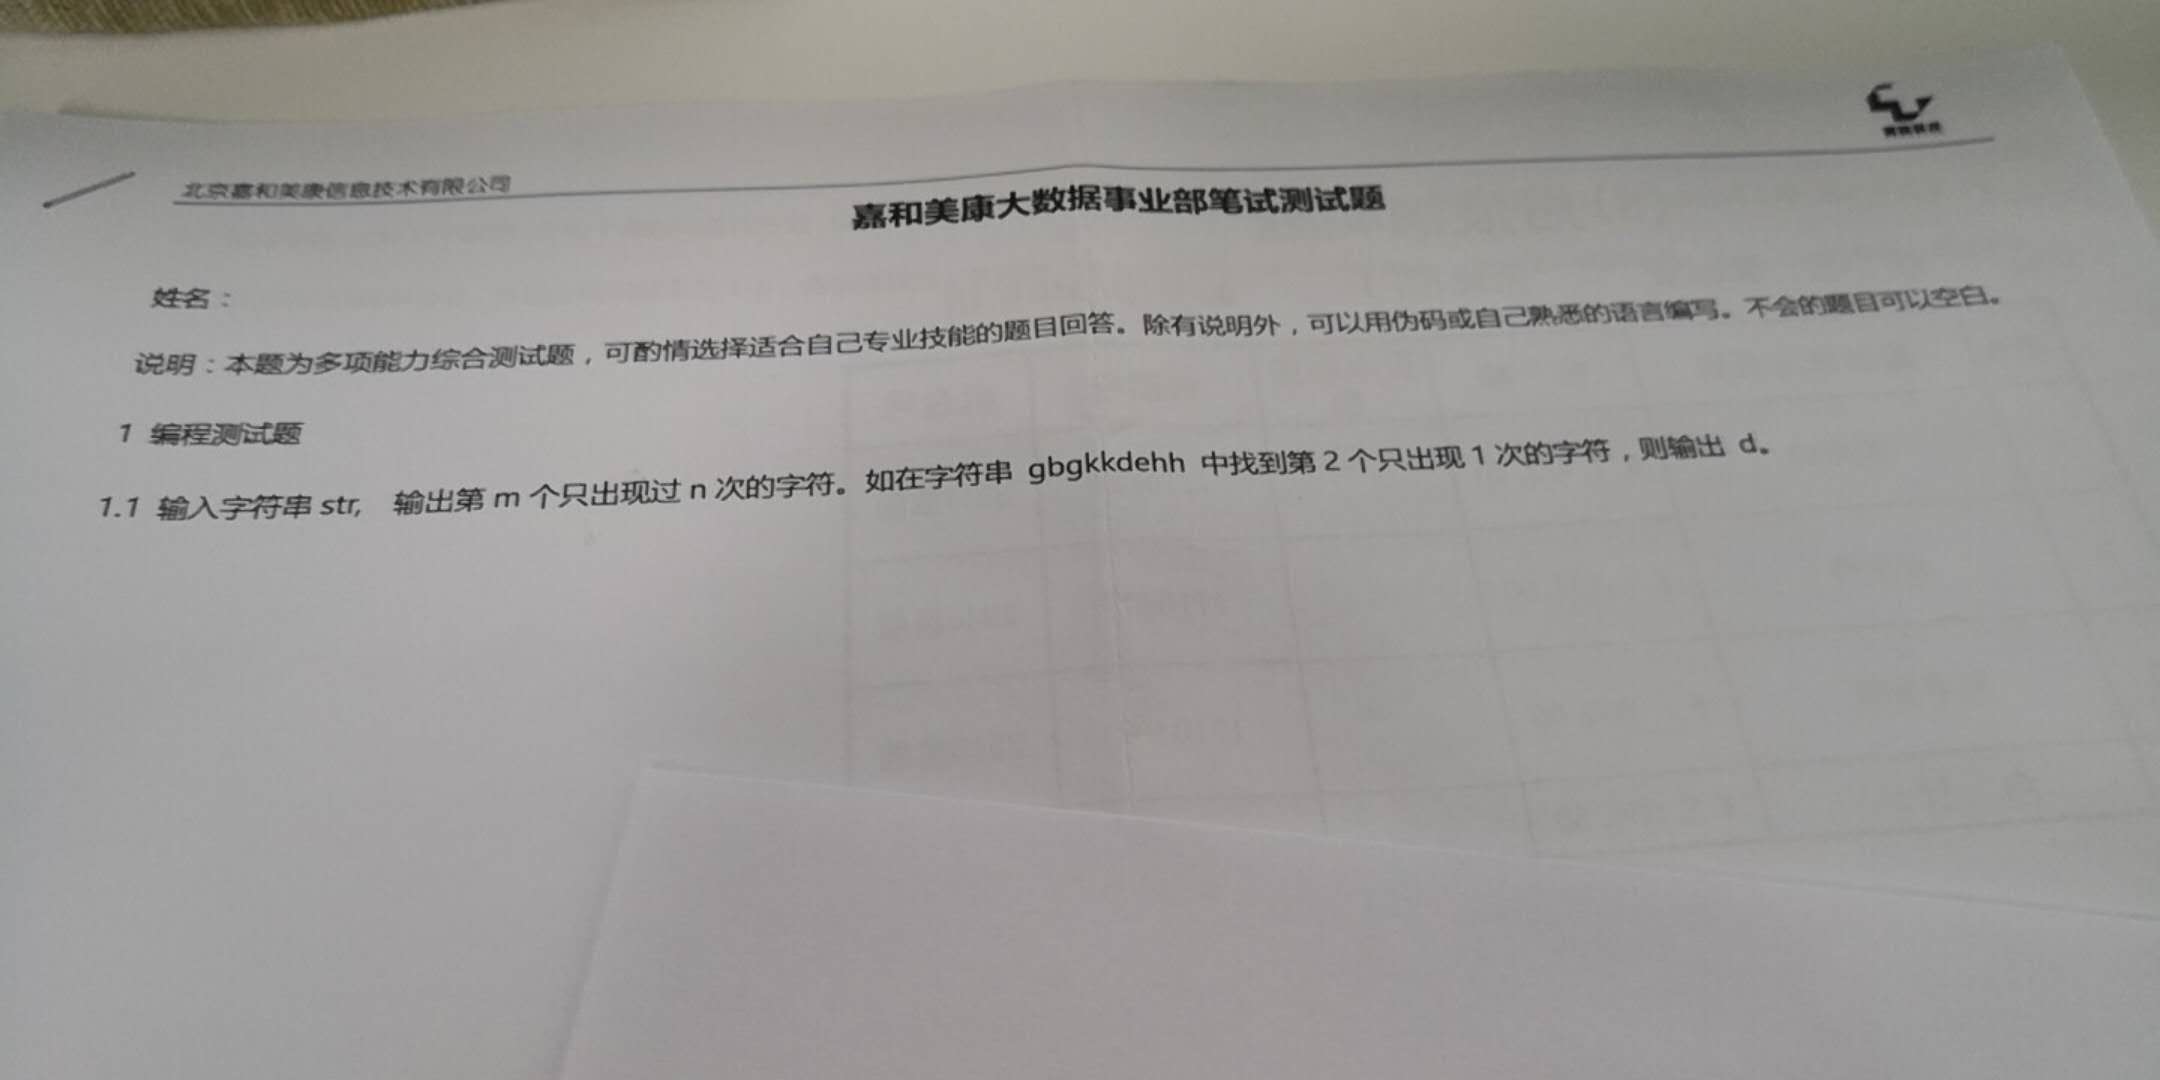 北京嘉和美康信息技术有限公司
嘉和美康大数据事业部笔试测试题
姓名：
说明：本题为多项能力综合测试题，可酌情选择适合自己专业技能的题目回答。除有说明外，可以用伪码或自己熟悉的语言编写。不会的题目可以空白。
1 编程测试题
1.1 输入字符串 str, 输出第 m 个只出现过 n 次的字符。如在字符串 gbgkkdehh 中找到第 2 个只出现 1 次的字符，则输出 d。